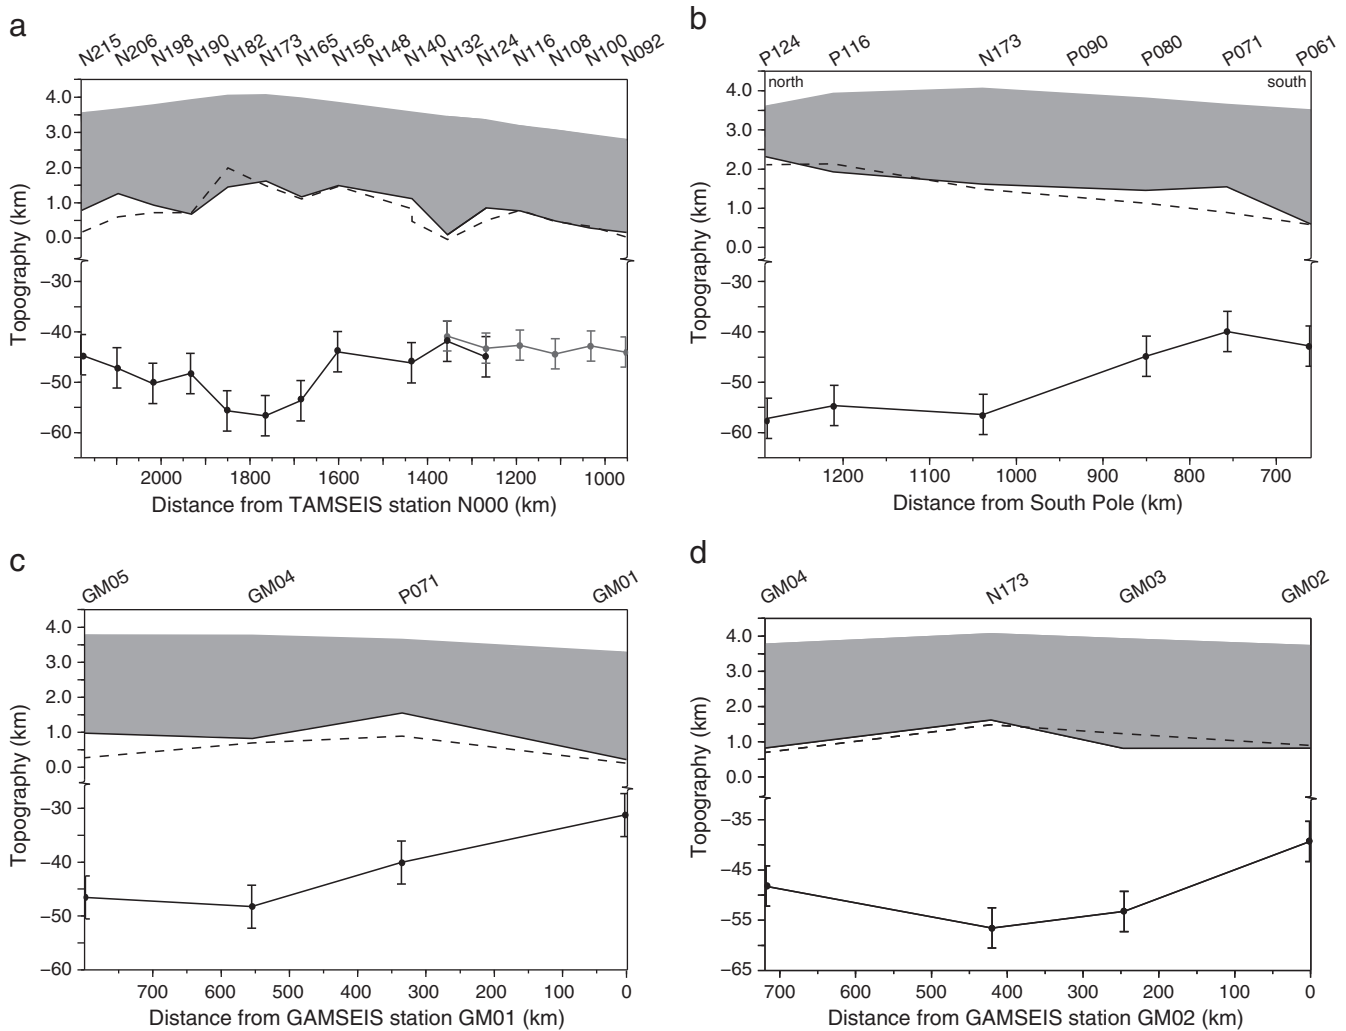 a
N215 N206 N198 N190 N182 N173 N165 N156 N148 N140 N132 N124 N116 N108 N100 N092
4.0
3.0
2.0
1.0
0.0
−30
−40
−50
−60
Topography (km)
2000 1800 1600 1400 1200 1000
Distance from TAMSEIS station N000 (km)
b
P124 P116 N173 P090 P080 P071 P061
north south
4.0
3.0
2.0
1.0
0.0
−30
−40
−50
−60
Topography (km)
1200 1100 1000 900 800 700
Distance from South Pole (km)
c
GM05 GM04 P071 GM01
4.0
3.0
2.0
1.0
0.0
−30
−40
−50
−60
Topography (km)
700 600 500 400 300 200 100 0
Distance from GAMSEIS station GM01 (km)
d
GM04 N173 GM03 GM02
4.0
3.0
2.0
1.0
0.0
−35
−45
−55
−65
Topography (km)
700 600 500 400 300 200 100 0
Distance from GAMSEIS station GM02 (km)